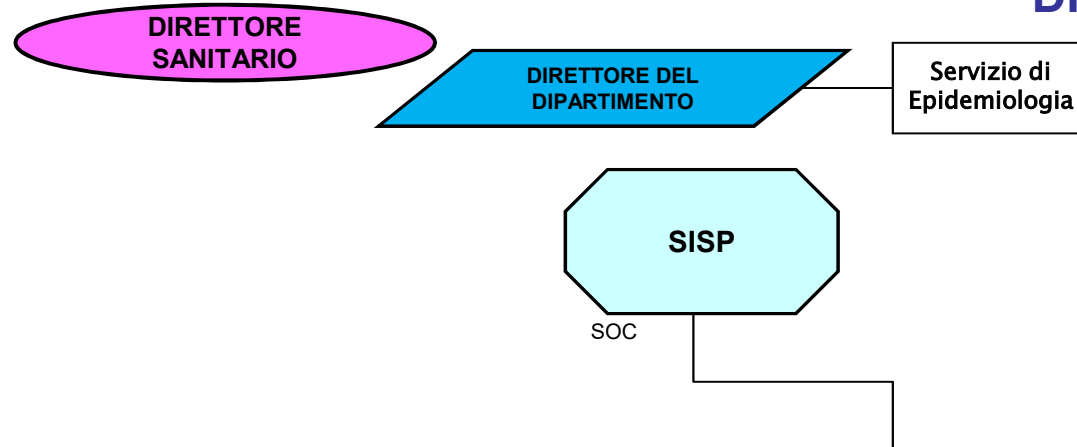 DIRETTORE
SANITARIO
DIRETTORE DEL
DIPARTIMENTO
Servizio di
Epidemiologia
SISP
SOC